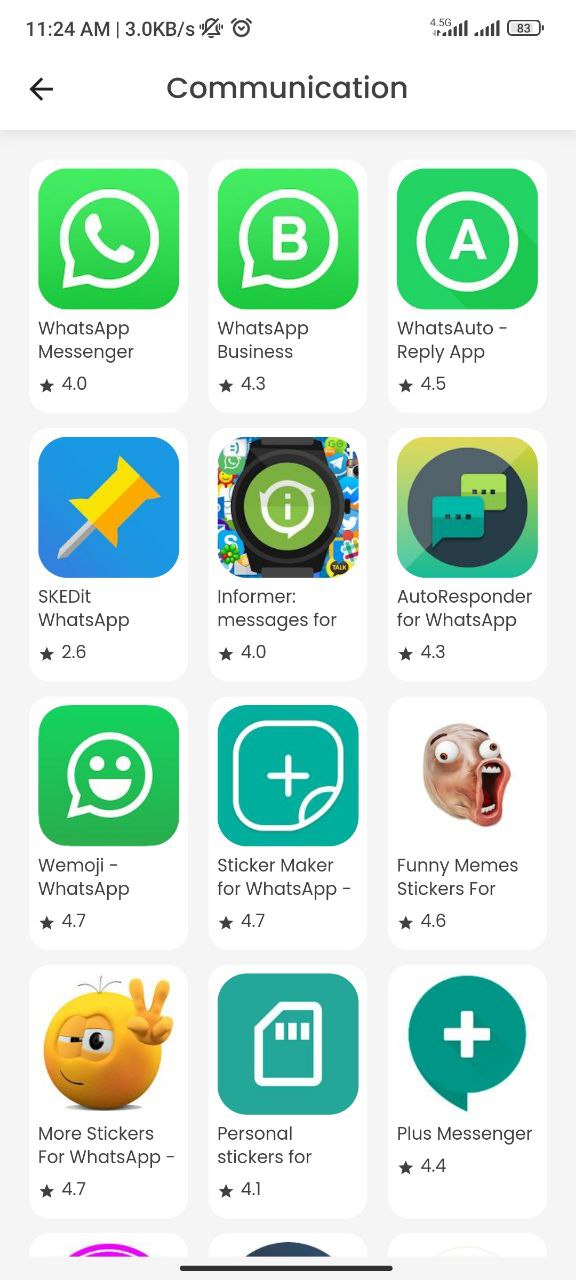 11:24 AM | 3.0KB/s
4.5G
83
Communication
B
A
WhatsApp
Messenger
4.0
WhatsApp
Business
4.3
WhatsAuto -
Reply App
4.5
GO
i
TALK
SKEDit
WhatsApp
2.6
Informer:
messages for
4.0
AutoResponder
for WhatsApp
4.3
Wemoji -
WhatsApp
4.7
Sticker Maker
for WhatsApp -
4.7
Funny Memes
Stickers For
4.6
More Stickers
For WhatsApp -
4.7
Personal
stickers for
4.1
Plus Messenger
4.4